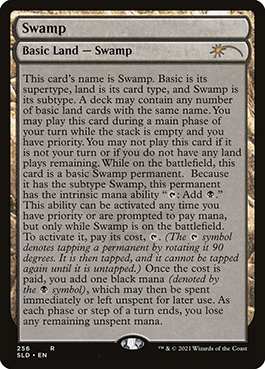 Swamp
Basic Land — Swamp
This card's name is Swamp. Basic is its
supertype, land is its card type, and Swamp is
its subtype. A deck may contain any number
of basic land cards with the same name. You
may play this card during a main phase of
your turn while the stack is empty and you
have priority. You may not play this card if it
is not your turn or if you do not have any land
plays remaining. While on the battlefield, this
card is a basic Swamp permanent.  Because
it has the subtype Swamp, this permanent
has the intrinsic mana ability “: Add .”
This ability can be activated any time you
have priority or are prompted to pay mana,
but only while Swamp is on the battlefield.
To activate it, pay its cost, . (The symbol
denotes tapping a permanent by rotating it 90
degrees. It is then tapped, and it cannot be tapped
again until it is untapped.) Once the cost is
paid, you add one black mana (denoted by
the symbol), which may then be spent
immediately or left unspent for later use. As
each phase or step of a turn ends, you lose
any remaining unspent mana.
256 R
SLD • EN
™ & © 2021 Wizards of the Coast